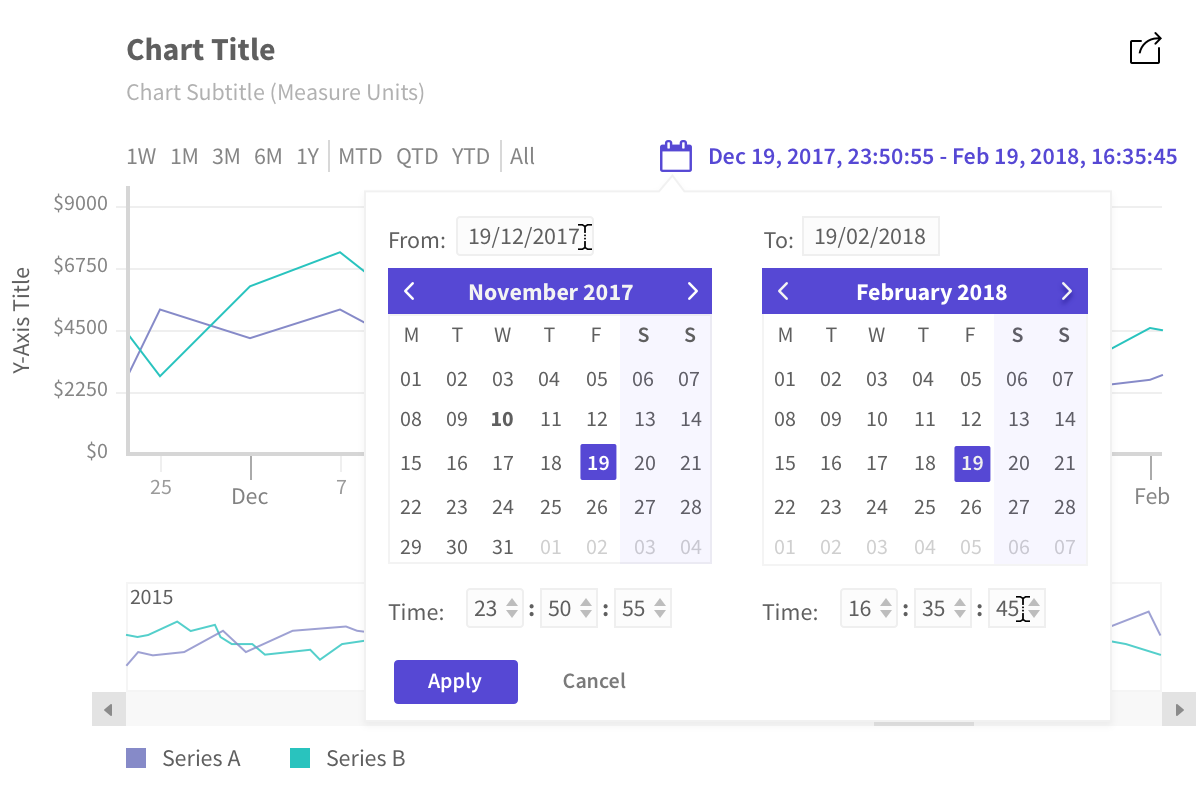 Chart Title
Chart Subtitle (Measure Units)
1W 1M 3M 6M 1Y MTD QTD YTD All
Dec 19, 2017, 23:50:55 - Feb 19, 2018, 16:35:45
Y-Axis Title
$9000
$6750
$4500
$2250
$0
25 Dec 7 Feb
From: 19/12/2017
November 2017
M T W T F S S
01 02 03 04 05 06 07
08 09 10 11 12 13 14
15 16 17 18 19 20 21
22 23 24 25 26 27 28
29 30 31 01 02 03 04
Time: 23 : 50 : 55
To: 19/02/2018
February 2018
M T W T F S S
01 02 03 04 05 06 07
08 09 10 11 12 13 14
15 16 17 18 19 20 21
22 23 24 25 26 27 28
01 02 03 04 05 06 07
Time: 16 : 35 : 45
Apply Cancel
2015
Series A Series B